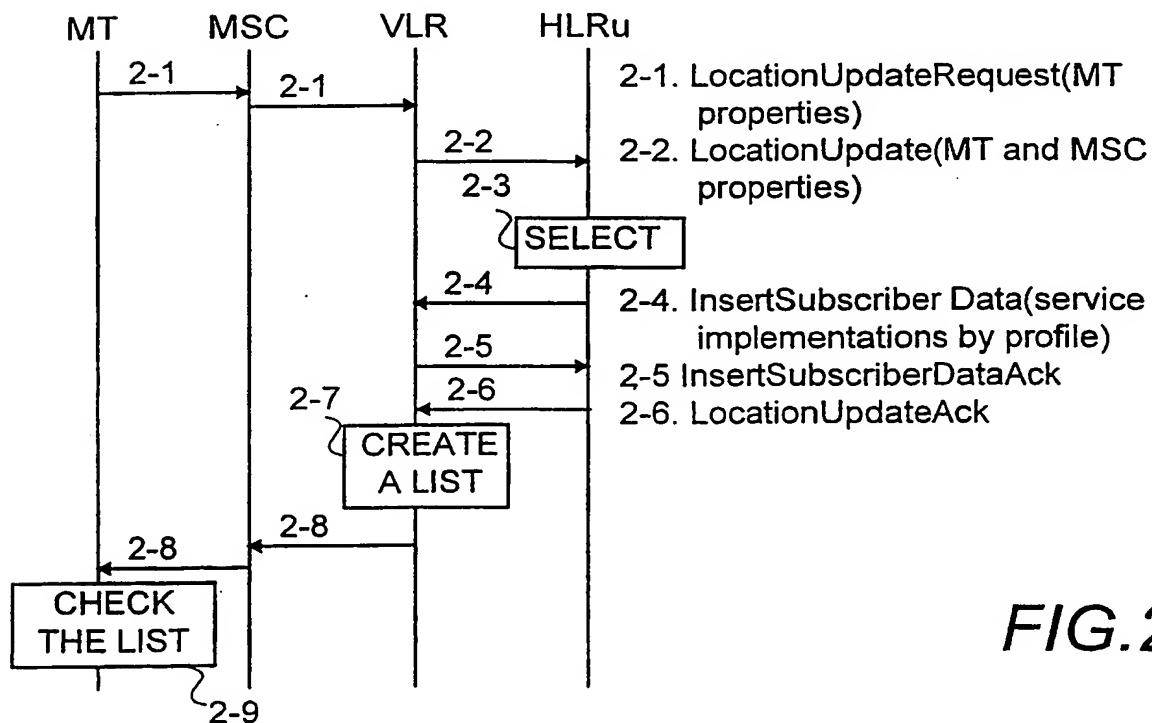 MT MSC VLR HLRu
2-1
2-1
2-1. LocationUpdateRequest(MT
properties)
2-2
2-2. LocationUpdate(MT and MSC
properties)
2-3
SELECT
2-4
2-4. InsertSubscriber Data(service
implementations by profile)
2-5
2-5 InsertSubscriberDataAck
2-6
2-6. LocationUpdateAck
2-7
CREATE
A LIST
2-8
2-8
CHECK
THE LIST
2-9
FIG.2